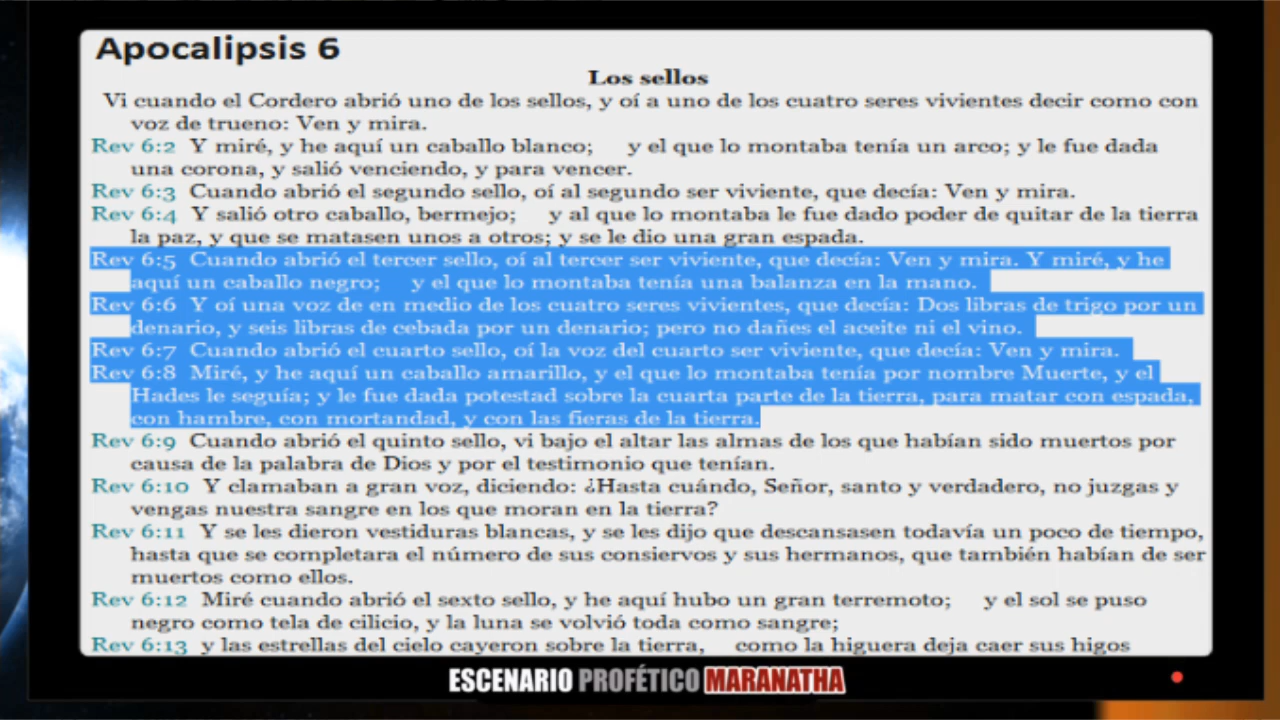 Apocalipsis 6
Los sellos
Vi cuando el Cordero abrió uno de los sellos, y oí a uno de los cuatro seres vivientes decir como con
voz de trueno: Ven y mira.
Rev 6:2 Y miré, y he aquí un caballo blanco; y el que lo montaba tenía un arco; y le fue dada
una corona, y salió venciendo, y para vencer.
Rev 6:3 Cuando abrió el segundo sello, oí al segundo ser viviente, que decía: Ven y mira.
Rev 6:4 Y salió otro caballo, bermejo; y al que lo montaba le fue dado poder de quitar de la tierra
la paz, y que se matasen unos a otros; y se le dio una gran espada.
Rev 6:5 Cuando abrió el tercer sello, oí al tercer ser viviente, que decía: Ven y mira. Y miré, y he
aquí un caballo negro; y el que lo montaba tenía una balanza en la mano.
Rev 6:6 Y oí una voz de en medio de los cuatro seres vivientes, que decía: Dos libras de trigo por un
denario, y seis libras de cebada por un denario; pero no dañes el aceite ni el vino.
Rev 6:7 Cuando abrió el cuarto sello, oí la voz del cuarto ser viviente, que decía: Ven y mira.
Rev 6:8 Miré, y he aquí un caballo amarillo, y el que lo montaba tenía por nombre Muerte, y el
Hades le seguía; y le fue dada potestad sobre la cuarta parte de la tierra, para matar con espada,
con hambre, con mortandad, y con las fieras de la tierra.
Rev 6:9 Cuando abrió el quinto sello, vi bajo el altar las almas de los que habían sido muertos por
causa de la palabra de Dios y por el testimonio que tenían.
Rev 6:10 Y clamaban a gran voz, diciendo: ¿Hasta cuándo, Señor, santo y verdadero, no juzgas y
vengas nuestra sangre en los que moran en la tierra?
Rev 6:11 Y se les dieron vestiduras blancas, y se les dijo que descansasen todavía un poco de tiempo,
hasta que se completara el número de sus consiervos y sus hermanos, que también habían de ser
muertos como ellos.
Rev 6:12 Miré cuando abrió el sexto sello, y he aquí hubo un gran terremoto; y el sol se puso
negro como tela de cilicio, y la luna se volvió toda como sangre;
Rev 6:13 y las estrellas del cielo cayeron sobre la tierra, como la higuera deja caer sus higos
ESCENARIO PROFÉTICO MARANATHA